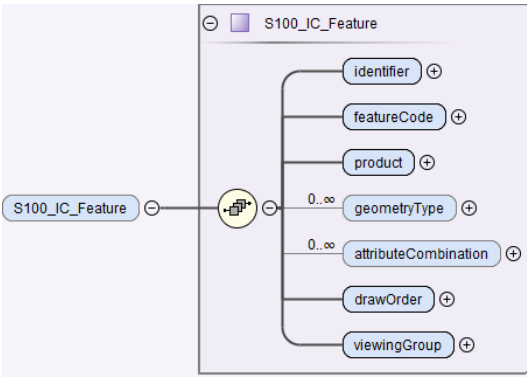 S100_IC_Feature
identifier
featureCode
product
S100_IC_Feature
0..∞
geometryType
0..∞
attributeCombination
drawOrder
viewingGroup